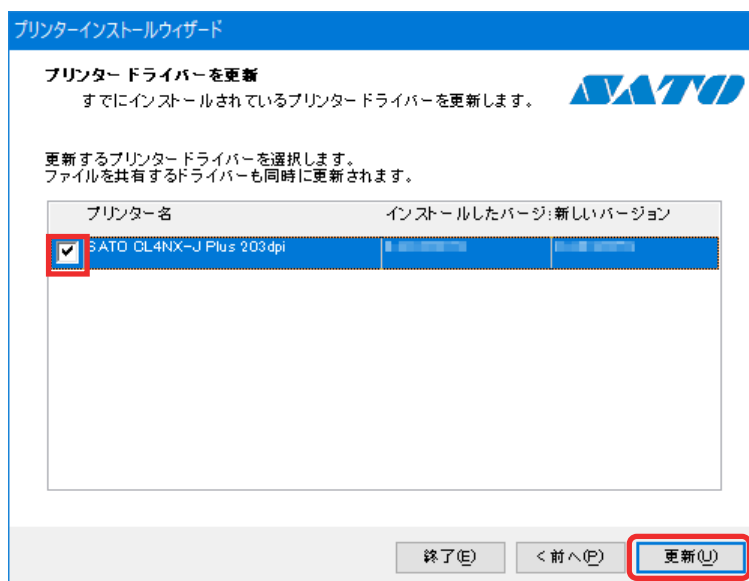 プリンターインストールウィザード
プリンタードライバーを更新
すでにインストールされているプリンタードライバーを更新します。
SATO
更新するプリンタードライバーを選択します。
ファイルを共有するドライバーも同時に更新されます。
プリンター名 インストールしたバージ: 新しいバージョン
SATO CL4NX-J Plus 203dpi
終了(E) <前へ(P) 更新(U)